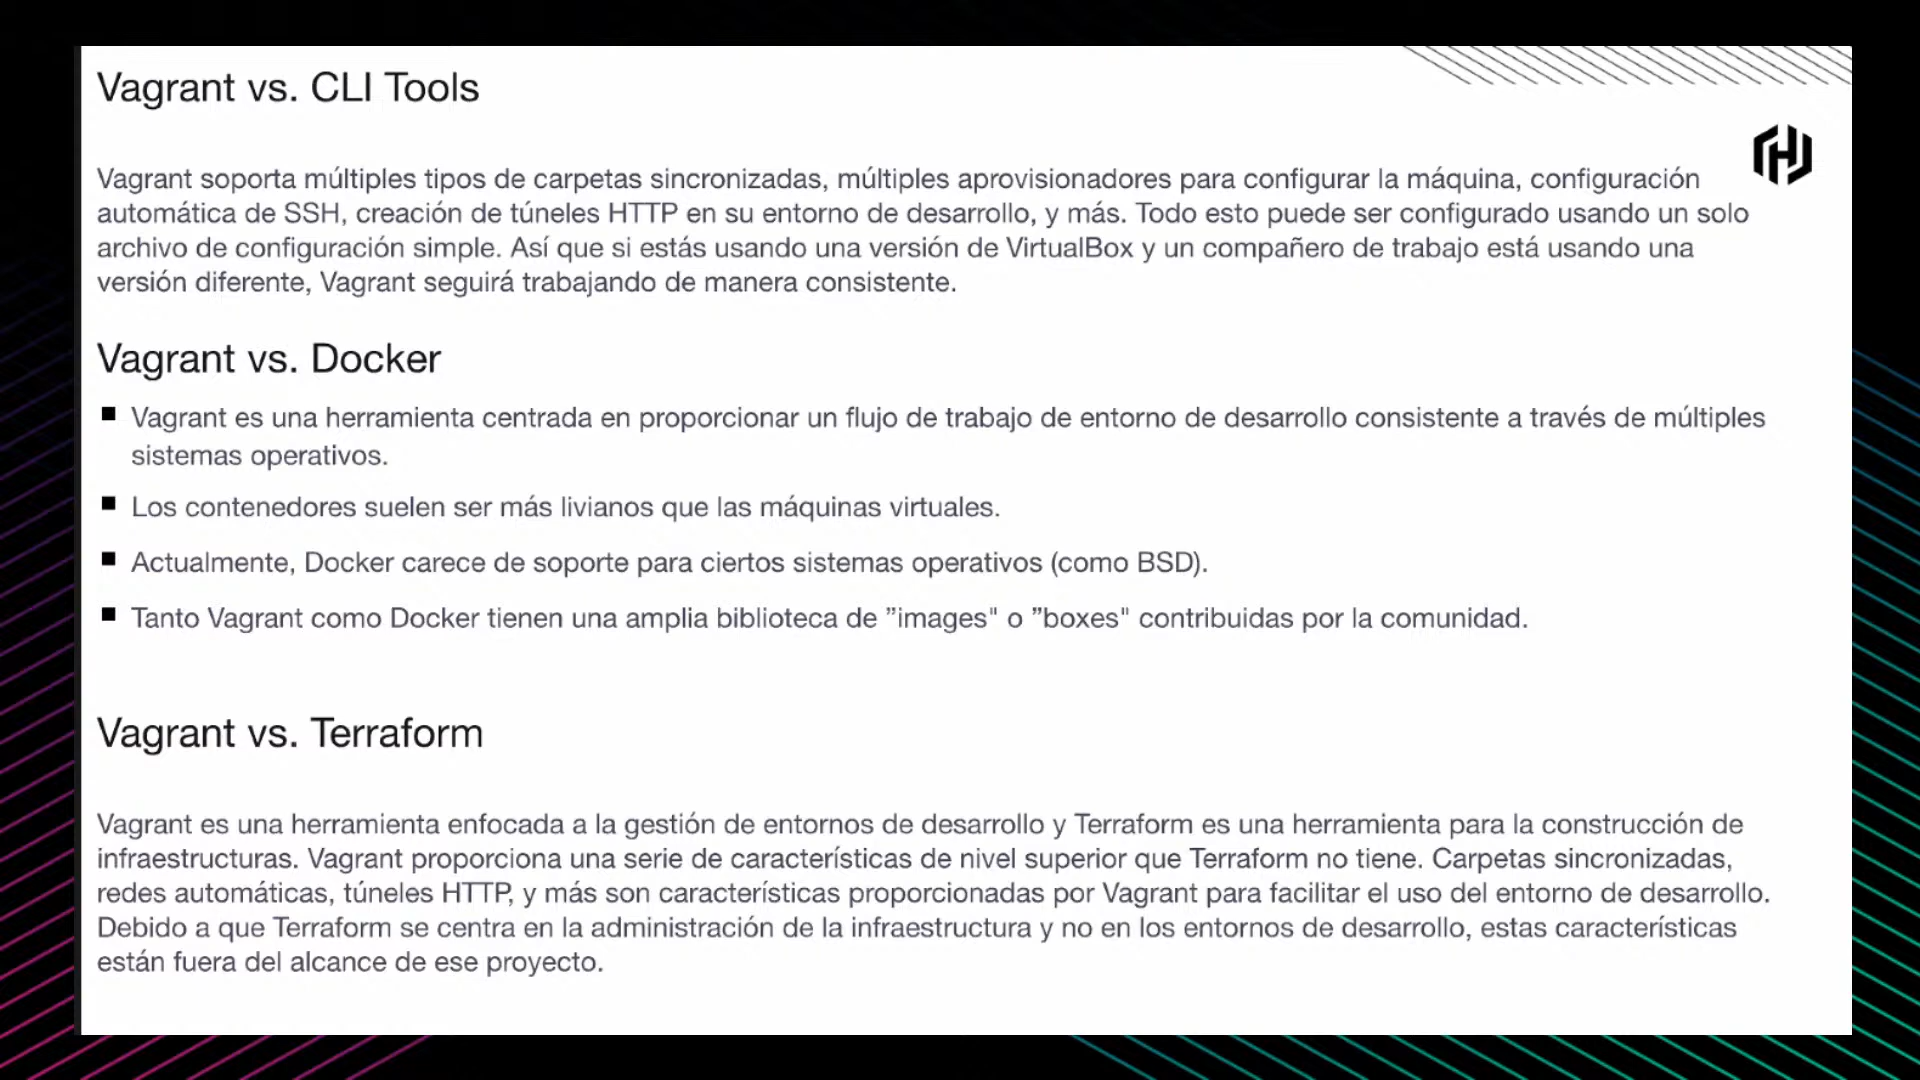 Vagrant vs. CLI Tools
Vagrant soporta múltiples tipos de carpetas sincronizadas, múltiples aprovisionadores para configurar la máquina, configuración
automática de SSH, creación de túneles HTTP en su entorno de desarrollo, y más. Todo esto puede ser configurado usando un solo
archivo de configuración simple. Así que si estás usando una versión de VirtualBox y un compañero de trabajo está usando una
versión diferente, Vagrant seguirá trabajando de manera consistente.
Vagrant vs. Docker
▪ Vagrant es una herramienta centrada en proporcionar un flujo de trabajo de entorno de desarrollo consistente a través de múltiples
sistemas operativos.
▪ Los contenedores suelen ser más livianos que las máquinas virtuales.
▪ Actualmente, Docker carece de soporte para ciertos sistemas operativos (como BSD).
▪ Tanto Vagrant como Docker tienen una amplia biblioteca de ”images" o ”boxes" contribuidas por la comunidad.
Vagrant vs. Terraform
Vagrant es una herramienta enfocada a la gestión de entornos de desarrollo y Terraform es una herramienta para la construcción de
infraestructuras. Vagrant proporciona una serie de características de nivel superior que Terraform no tiene. Carpetas sincronizadas,
redes automáticas, túneles HTTP, y más son características proporcionadas por Vagrant para facilitar el uso del entorno de desarrollo.
Debido a que Terraform se centra en la administración de la infraestructura y no en los entornos de desarrollo, estas características
están fuera del alcance de ese proyecto.